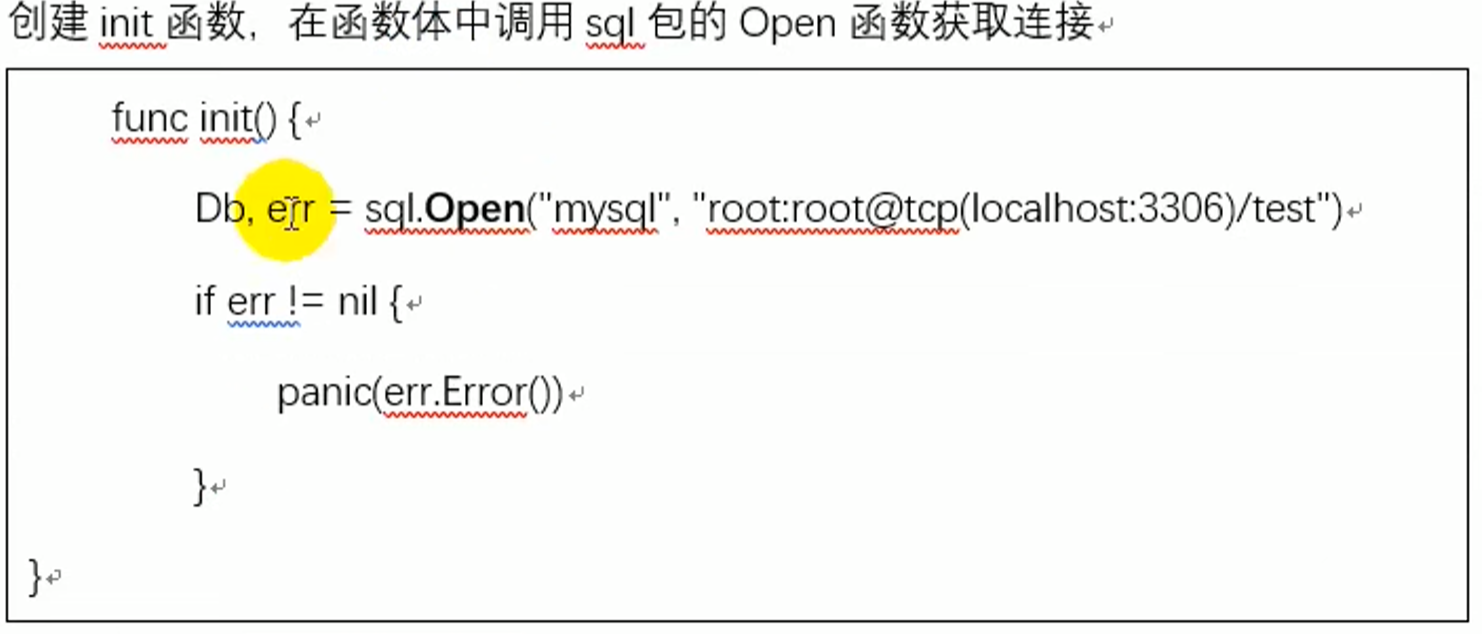 创建 init 函数，在函数体中调用 sql 包的 Open 函数获取连接
func init() {
Db, err = sql.Open("mysql", "root:root@tcp(localhost:3306)/test")
if err != nil {
panic(err.Error())
}
}